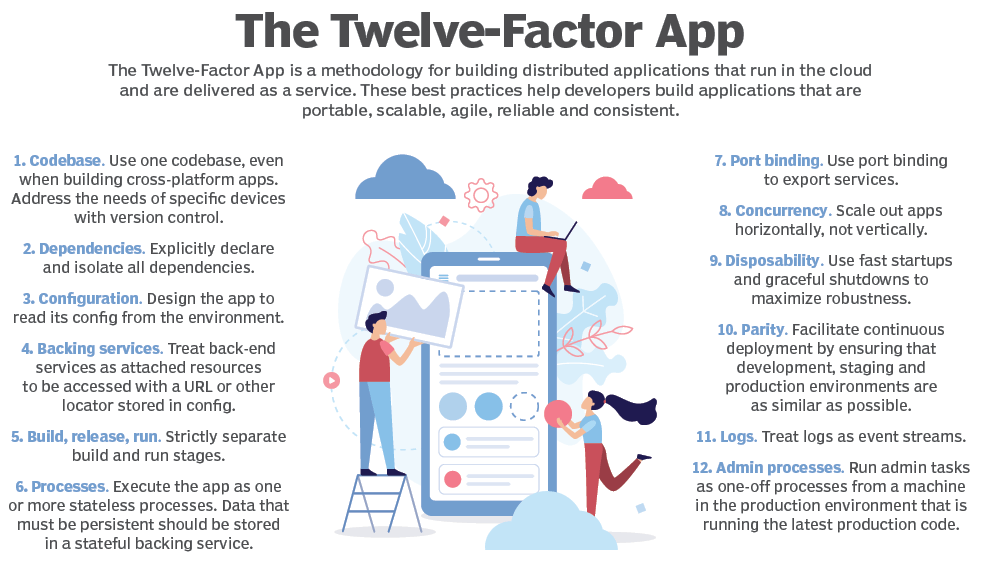 The Twelve-Factor App
The Twelve-Factor App is a methodology for building distributed applications that run in the cloud
and are delivered as a service. These best practices help developers build applications that are
portable, scalable, agile, reliable and consistent.
1. Codebase. Use one codebase, even
when building cross-platform apps.
Address the needs of specific devices
with version control.
2. Dependencies. Explicitly declare
and isolate all dependencies.
3. Configuration. Design the app to
read its config from the environment.
4. Backing services. Treat back-end
services as attached resources
to be accessed with a URL or other
locator stored in config.
5. Build, release, run. Strictly separate
build and run stages.
6. Processes. Execute the app as one
or more stateless processes. Data that
must be persistent should be stored
in a stateful backing service.
7. Port binding. Use port binding
to export services.
8. Concurrency. Scale out apps
horizontally, not vertically.
9. Disposability. Use fast startups
and graceful shutdowns to
maximize robustness.
10. Parity. Facilitate continuous
deployment by ensuring that
development, staging and
production environments are
as similar as possible.
11. Logs. Treat logs as event streams.
12. Admin processes. Run admin tasks
as one-off processes from a machine
in the production environment that is
running the latest production code.